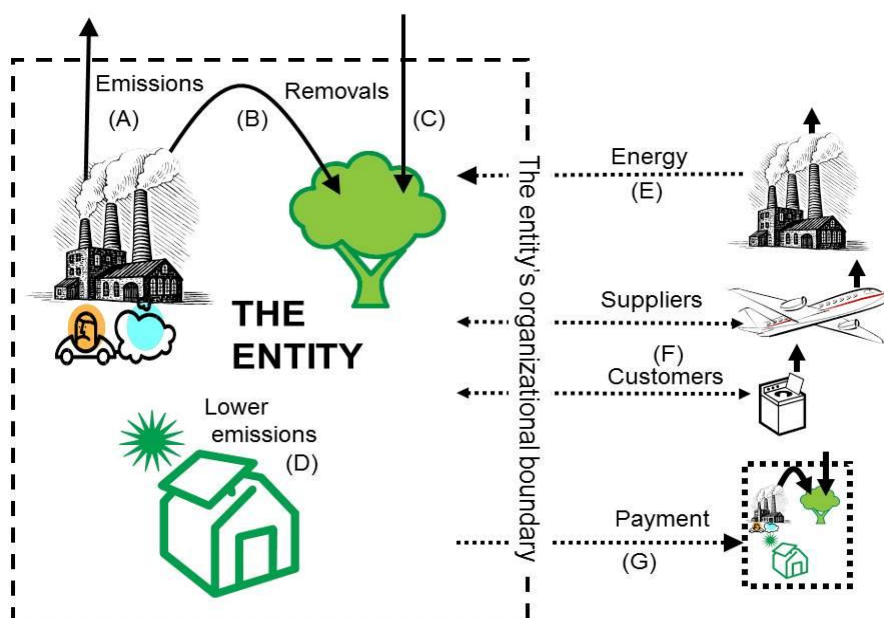 Emissions
(A)
(B)
Removals
(C)
THE
ENTITY
Lower
emissions
(D)
The entity's organizational boundary
Energy
(E)
Suppliers
(F)
Customers
Payment
(G)